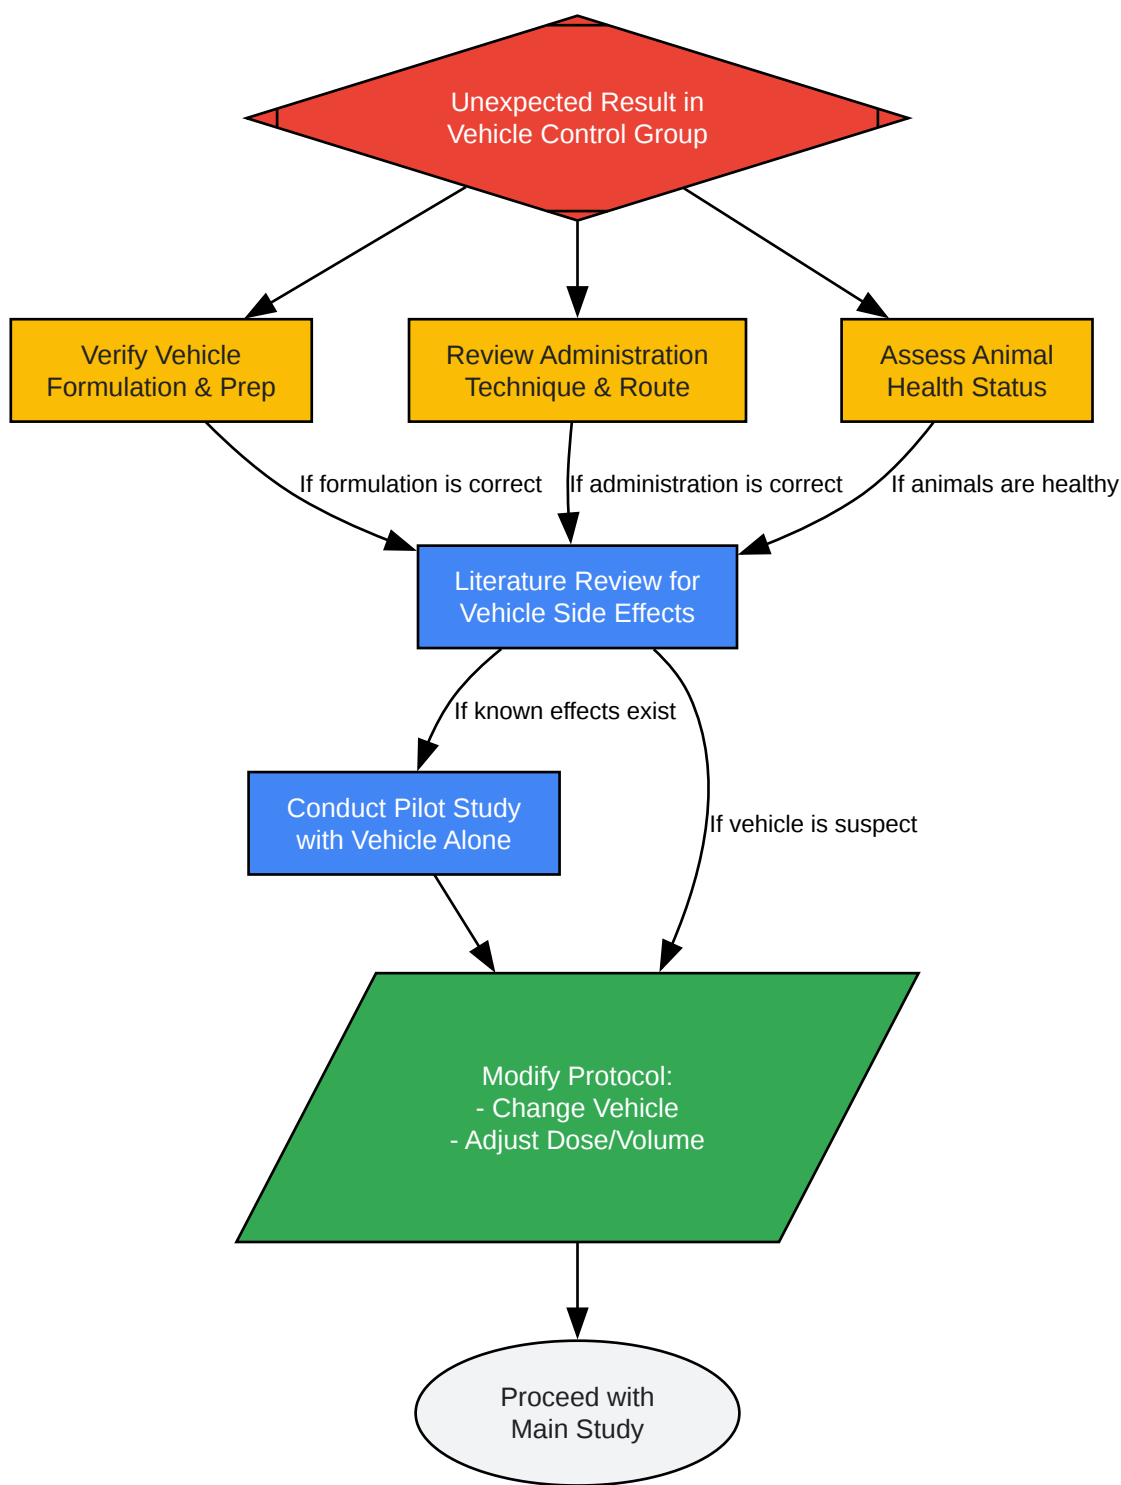 Unexpected Result in
Vehicle Control Group
Verify Vehicle
Formulation & Prep
Review Administration
Technique & Route
Assess Animal
Health Status
If formulation is correct
If administration is correct
If animals are healthy
Literature Review for
Vehicle Side Effects
If known effects exist
Conduct Pilot Study
with Vehicle Alone
If vehicle is suspect
Modify Protocol:
- Change Vehicle
- Adjust Dose/Volume
Proceed with
Main Study